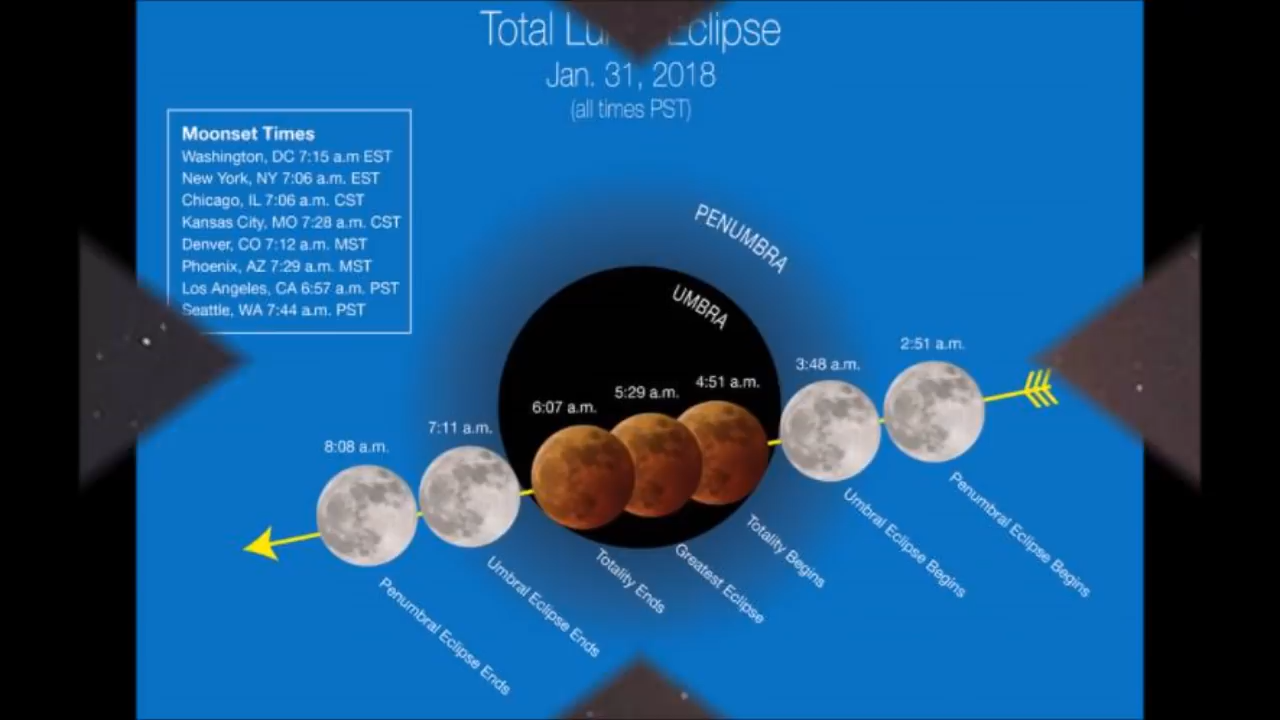 Total Lunar Eclipse
Jan. 31, 2018
(all times PST)
Moonset Times
Washington, DC 7:15 a.m EST
New York, NY 7:06 a.m. EST
Chicago, IL 7:06 a.m. CST
Kansas City, MO 7:28 a.m. CST
Denver, CO 7:12 a.m. MST
Phoenix, AZ 7:29 a.m. MST
Los Angeles, CA 6:57 a.m. PST
Seattle, WA 7:44 a.m. PST
PENUMBRA
UMBRA
2:51 a.m.
3:48 a.m.
4:51 a.m.
5:29 a.m.
6:07 a.m.
7:11 a.m.
8:08 a.m.
Penumbral Eclipse Begins
Umbral Eclipse Begins
Totality Begins
Greatest Eclipse
Totality Ends
Umbral Eclipse Ends
Penumbral Eclipse Ends